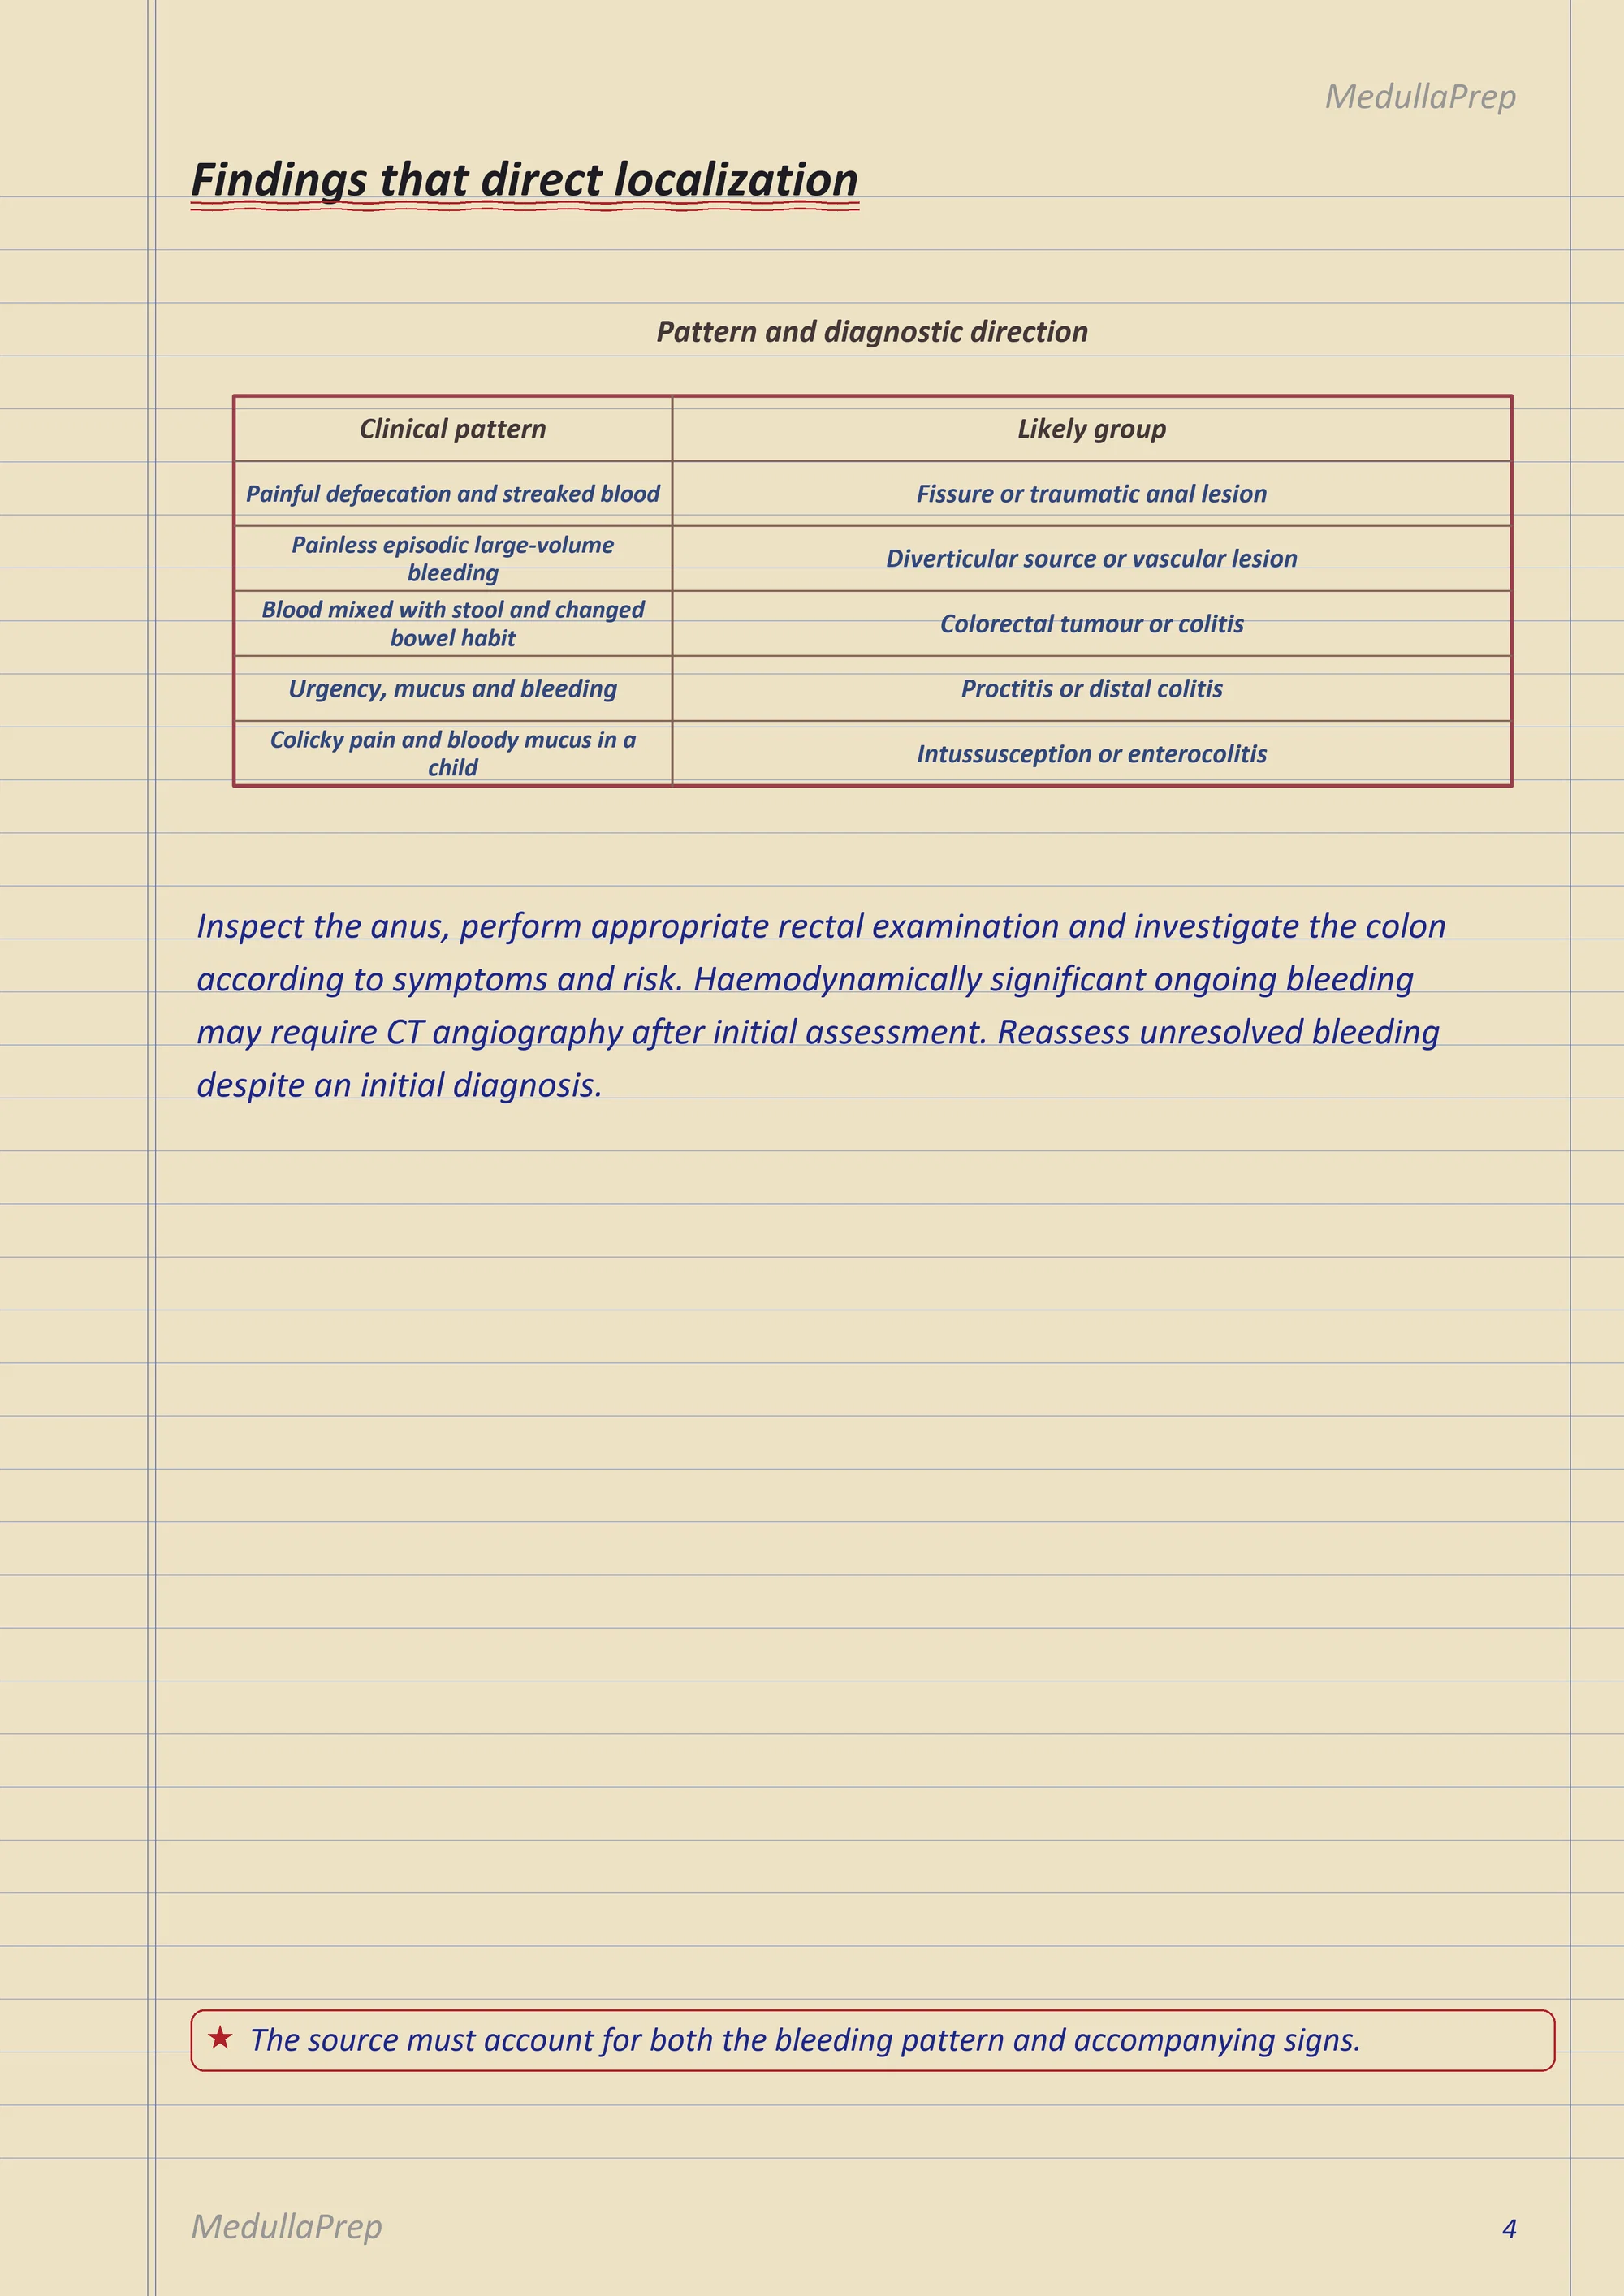 MedullaPrep
Findings that direct localization
Pattern and diagnostic direction
Clinical pattern
Likely group
Painful defaecation and streaked blood
Fissure or traumatic anal lesion
Painless episodic large-volume
bleeding
Diverticular source or vascular lesion
Blood mixed with stool and changed
bowel habit
Colorectal tumour or colitis
Urgency, mucus and bleeding
Proctitis or distal colitis
Colicky pain and bloody mucus in a
child
Intussusception or enterocolitis
Inspect the anus, perform appropriate rectal examination and investigate the colon
according to symptoms and risk. Haemodynamically significant ongoing bleeding
may require CT angiography after initial assessment. Reassess unresolved bleeding
despite an initial diagnosis.
★ The source must account for both the bleeding pattern and accompanying signs.
MedullaPrep
4